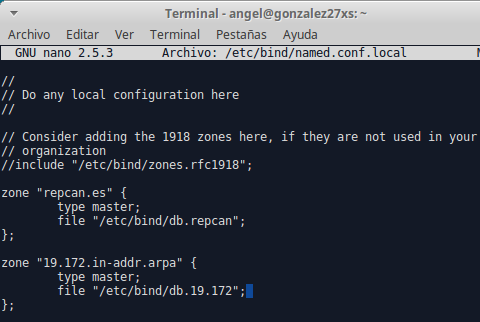 Terminal - angel@gonzalez27xs: ~
Archivo Editar Ver Terminal Pestañas Ayuda
GNU nano 2.5.3 Archivo: /etc/bind/named.conf.local
//
// Do any local configuration here
//
// Consider adding the 1918 zones here, if they are not used in your
// organization
//include "/etc/bind/zones.rfc1918";
zone "repcan.es" {
type master;
file "/etc/bind/db.repcan";
};
zone "19.172.in-addr.arpa" {
type master;
file "/etc/bind/db.19.172";
};